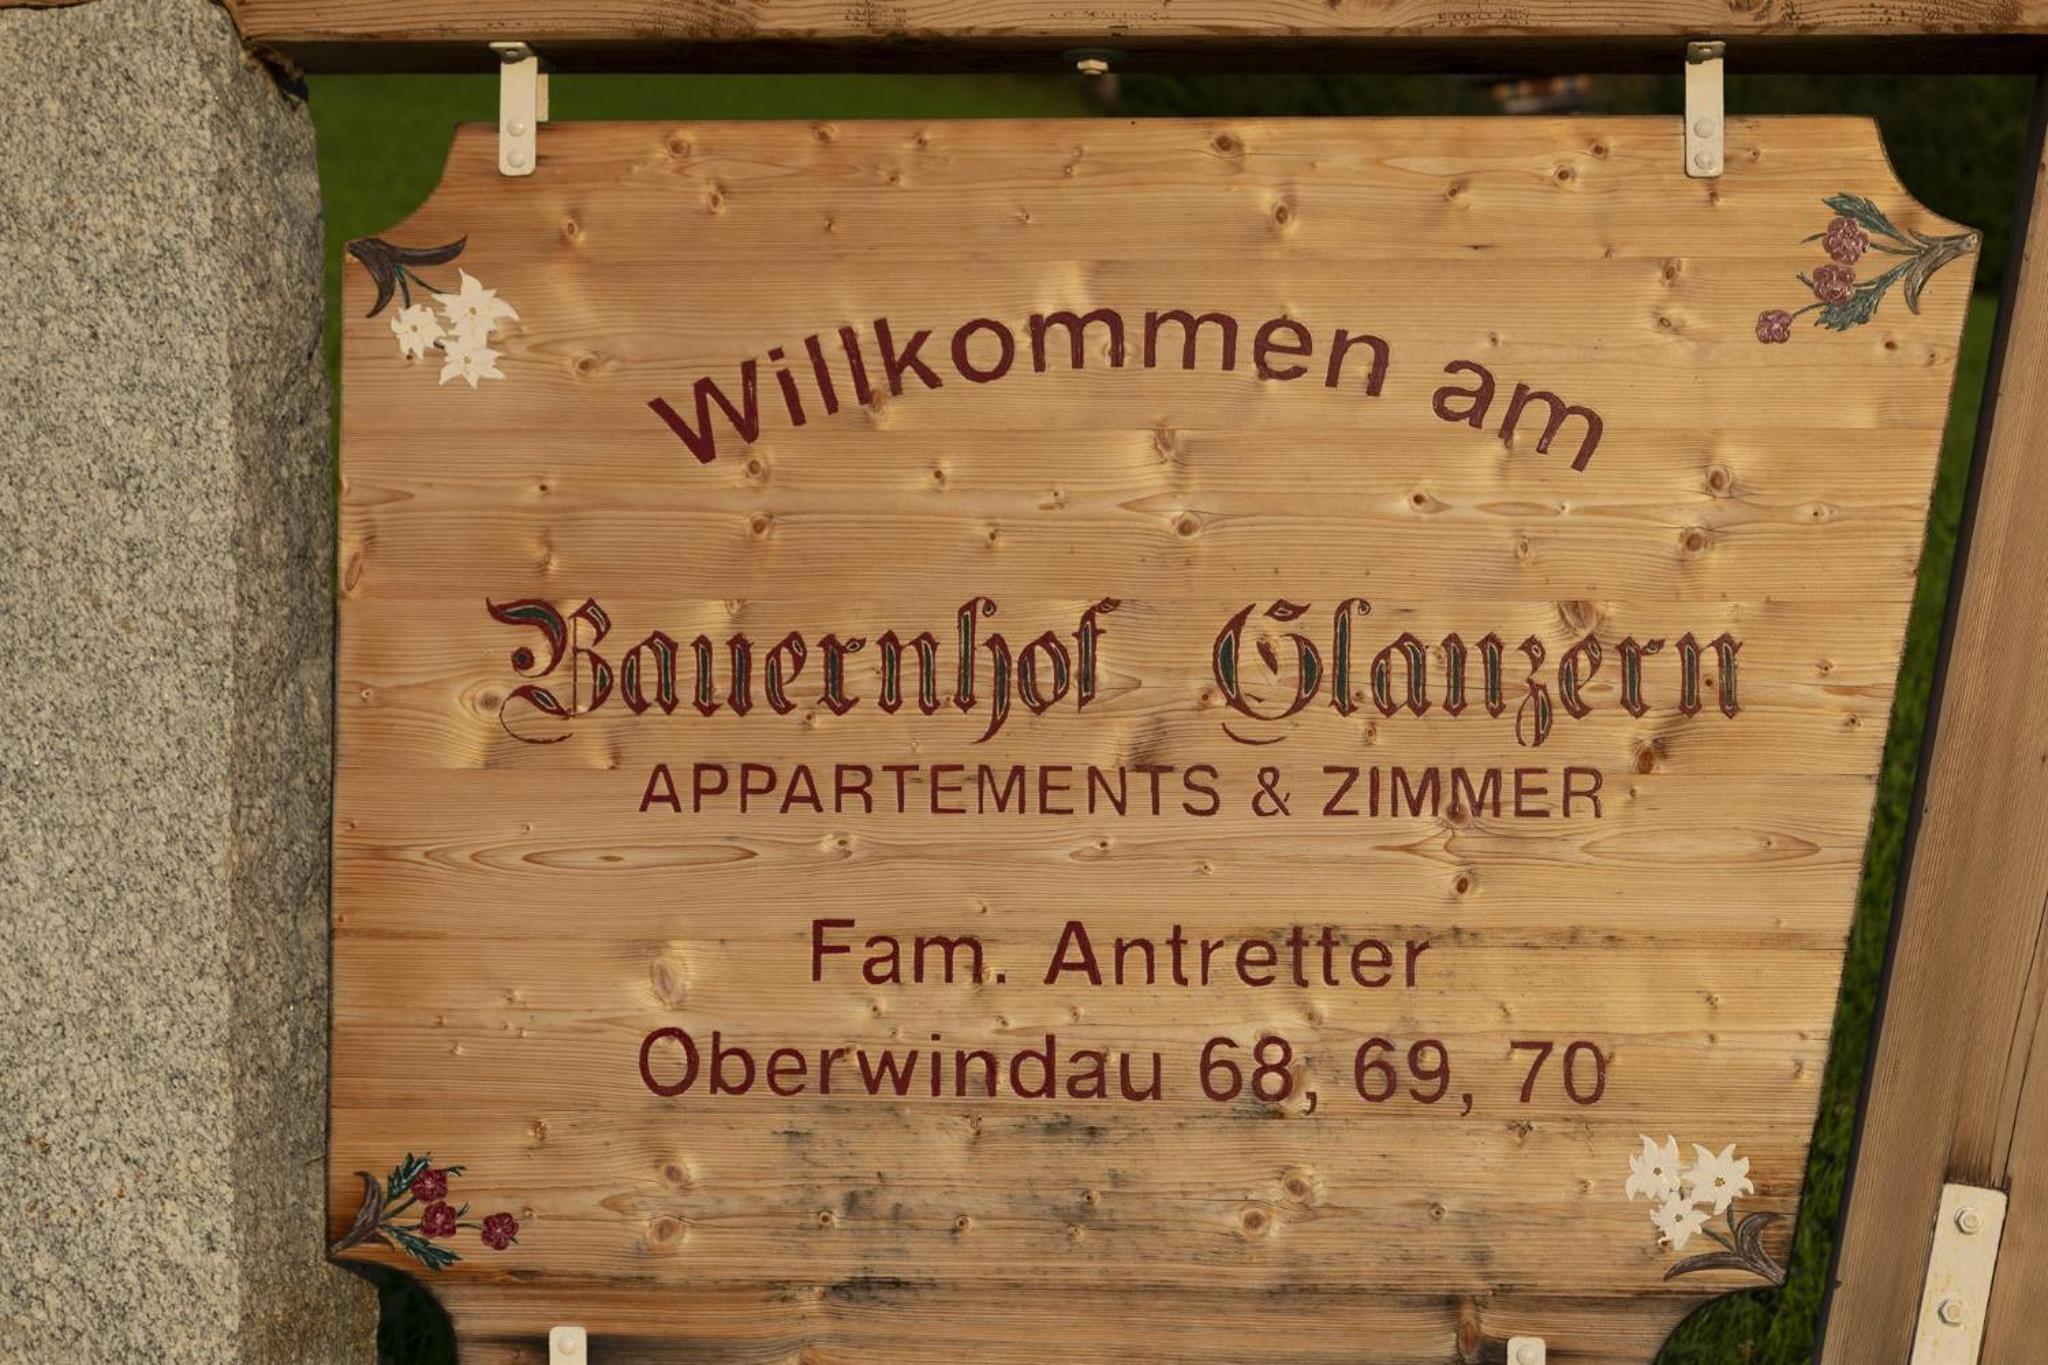 Willkommen am
Bauernhof Glanzern
APPARTEMENTS & ZIMMER
Fam. Antretter
Oberwindau 68, 69, 70